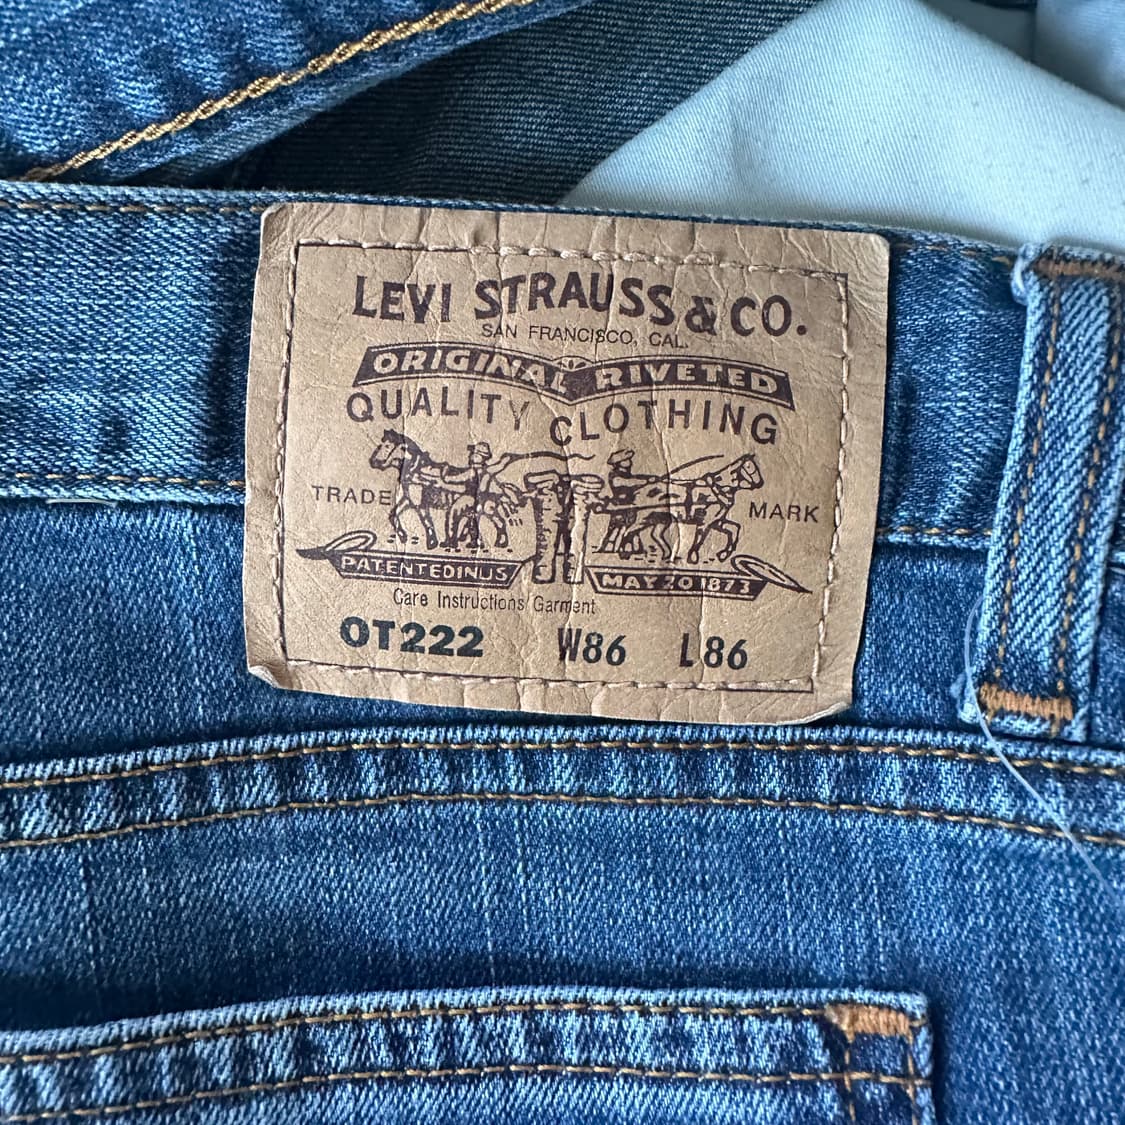 LEVI STRAUSS & CO.
SAN FRANCISCO, CAL.
ORIGINAL RIVETED
QUALITY CLOTHING
TRADE MARK
PATENTEDINUS MAY 20 1873
Care Instructions Garment
OT222 W86 L86